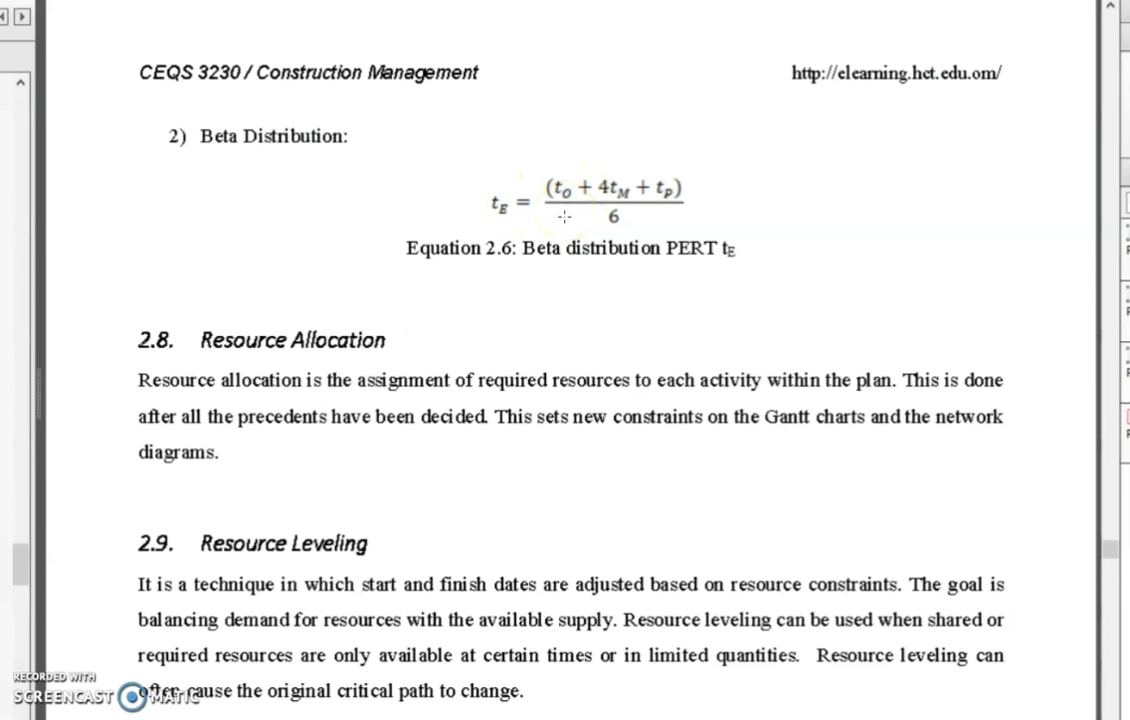 CEQS 3230 / Construction Management http://elearning.hct.edu.om/
2) Beta Distribution:
t_E = (t_O + 4t_M + t_P) / 6
Equation 2.6: Beta distribution PERT t_E
2.8. Resource Allocation
Resource allocation is the assignment of required resources to each activity within the plan. This is done
after all the precedents have been decided. This sets new constraints on the Gantt charts and the network
diagrams.
2.9. Resource Leveling
It is a technique in which start and finish dates are adjusted based on resource constraints. The goal is
balancing demand for resources with the available supply. Resource leveling can be used when shared or
required resources are only available at certain times or in limited quantities. Resource leveling can
often cause the original critical path to change.
RECORDED WITH
SCREENCAST MATIC